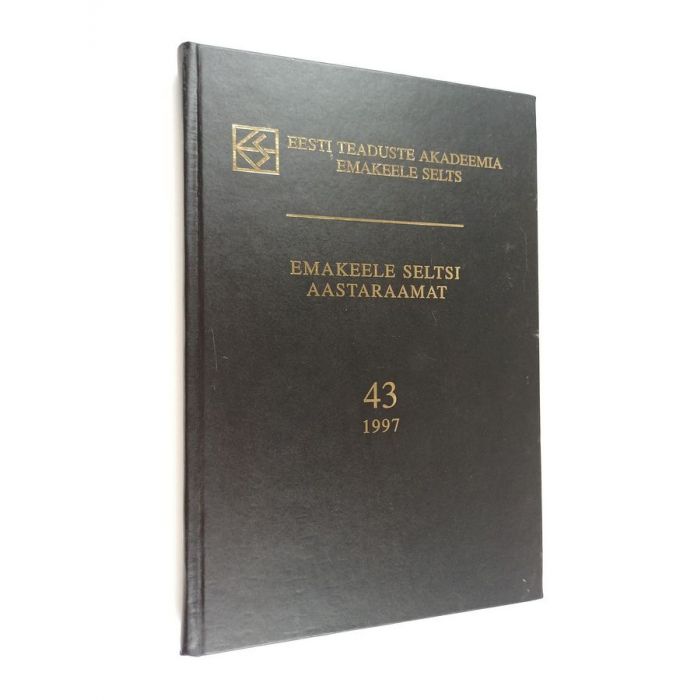 EESTI TEADUSTE AKADEEMIA
EMAKEELE SELTS
EMAKEELE SELTSI
AASTARAAMAT
43
1997